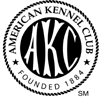 AMERICAN KENNEL CLUB
AKC
FOUNDED 1884
SM